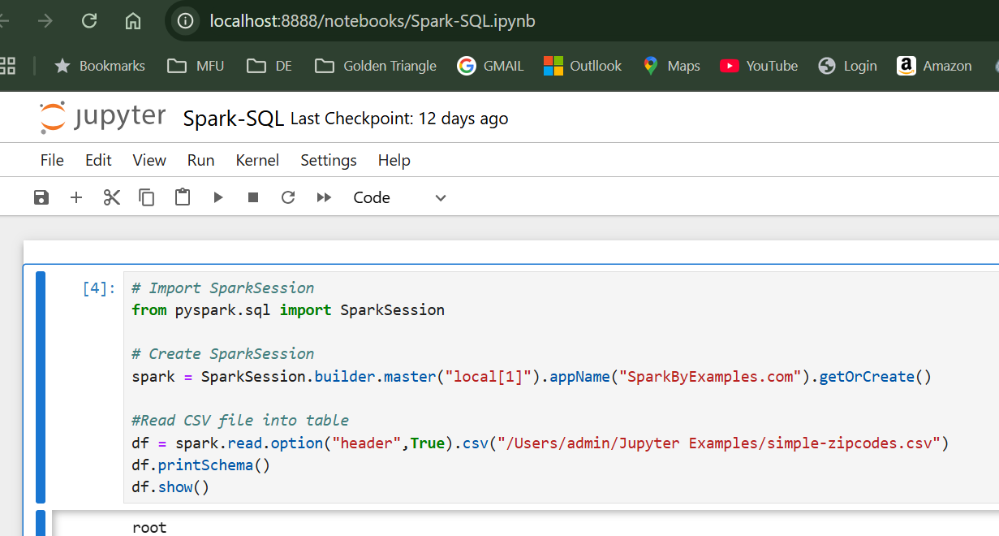 localhost:8888/notebooks/Spark-SQL.ipynb
Bookmarks MFU DE Golden Triangle GMAIL Outllook Maps YouTube Login Amazon
jupyter Spark-SQL Last Checkpoint: 12 days ago
File Edit View Run Kernel Settings Help
Code
[4]: # Import SparkSession
from pyspark.sql import SparkSession
# Create SparkSession
spark = SparkSession.builder.master("local[1]").appName("SparkByExamples.com").getOrCreate()
#Read CSV file into table
df = spark.read.option("header",True).csv("/Users/admin/Jupyter Examples/simple-zipcodes.csv")
df.printSchema()
df.show()
root